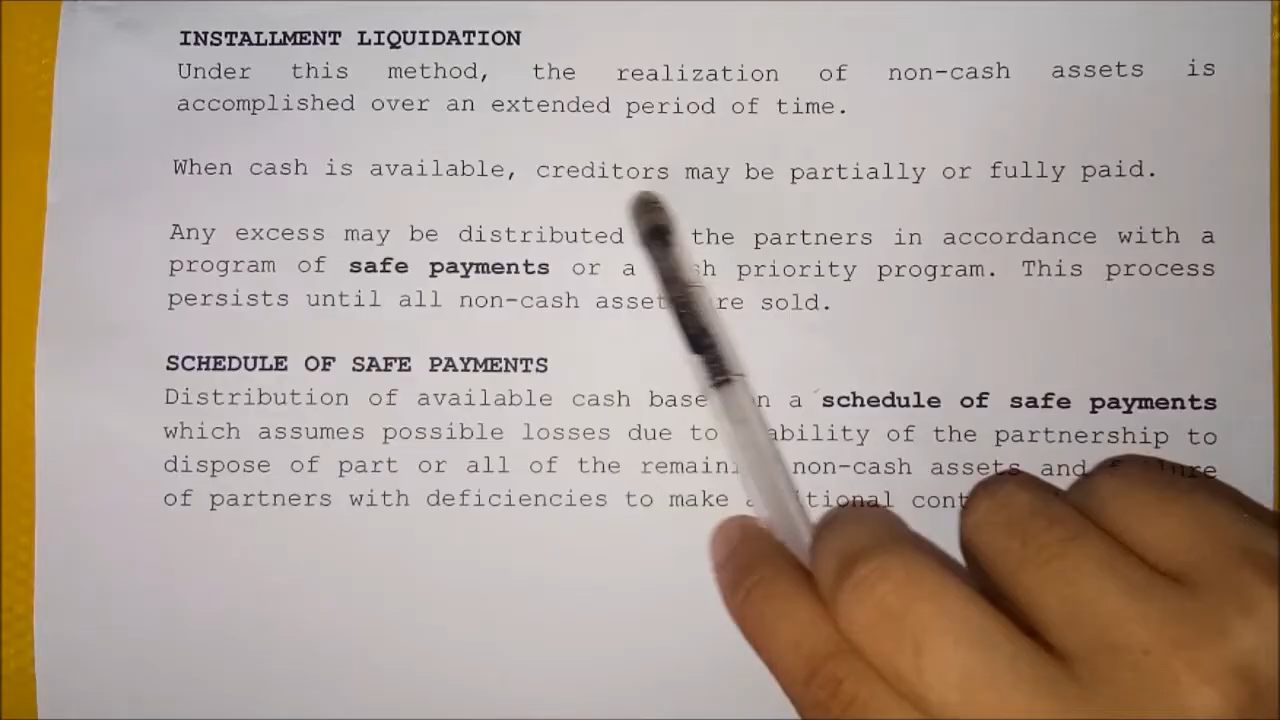 INSTALLMENT LIQUIDATION
Under this method, the realization of non-cash assets is
accomplished over an extended period of time.
When cash is available, creditors may be partially or fully paid.
Any excess may be distributed the partners in accordance with a
program of safe payments or a priority program. This process
persists until all non-cash sold.
SCHEDULE OF SAFE PAYMENTS
Distribution of available cash a schedule of safe payments
which assumes possible losses due to of the partnership to
dispose of part or all of the non-cash assets and
of partners with deficiencies to make